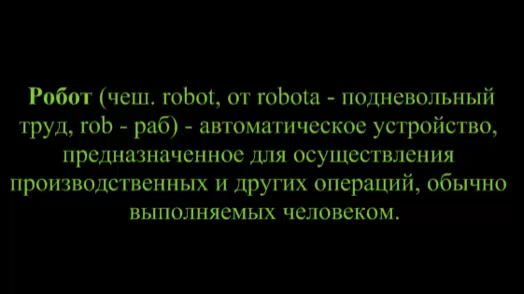 Робот (чеш. robot, от robota - подневольный
труд, rob - раб) - автоматическое устройство,
предназначенное для осуществления
производственных и других операций, обычно
выполняемых человеком.